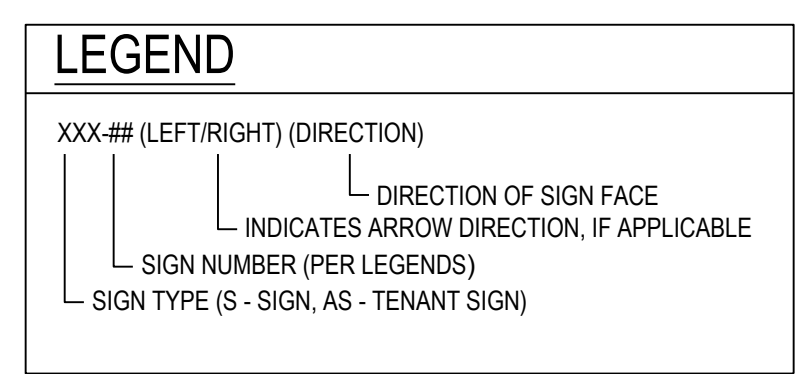 LEGEND
XXX-## (LEFT/RIGHT) (DIRECTION)
DIRECTION OF SIGN FACE
INDICATES ARROW DIRECTION, IF APPLICABLE
SIGN NUMBER (PER LEGENDS)
SIGN TYPE (S - SIGN, AS - TENANT SIGN)